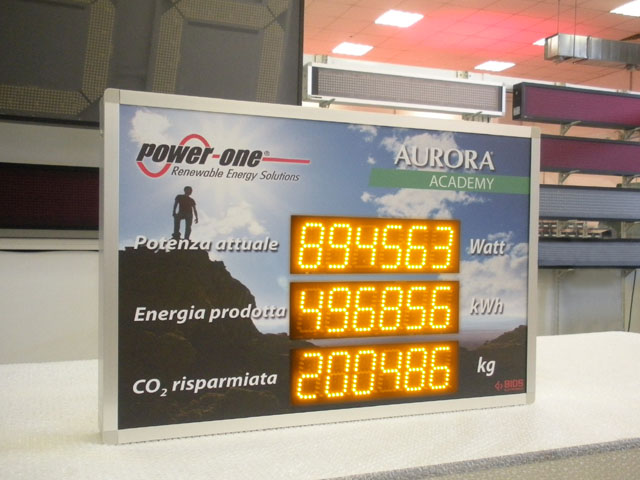 power-one®
Renewable Energy Solutions
AURORA®
ACADEMY
Potenza attuale 894563 Watt
Energia prodotta 496856 kWh
CO₂ risparmiata 200486 kg
BIOS